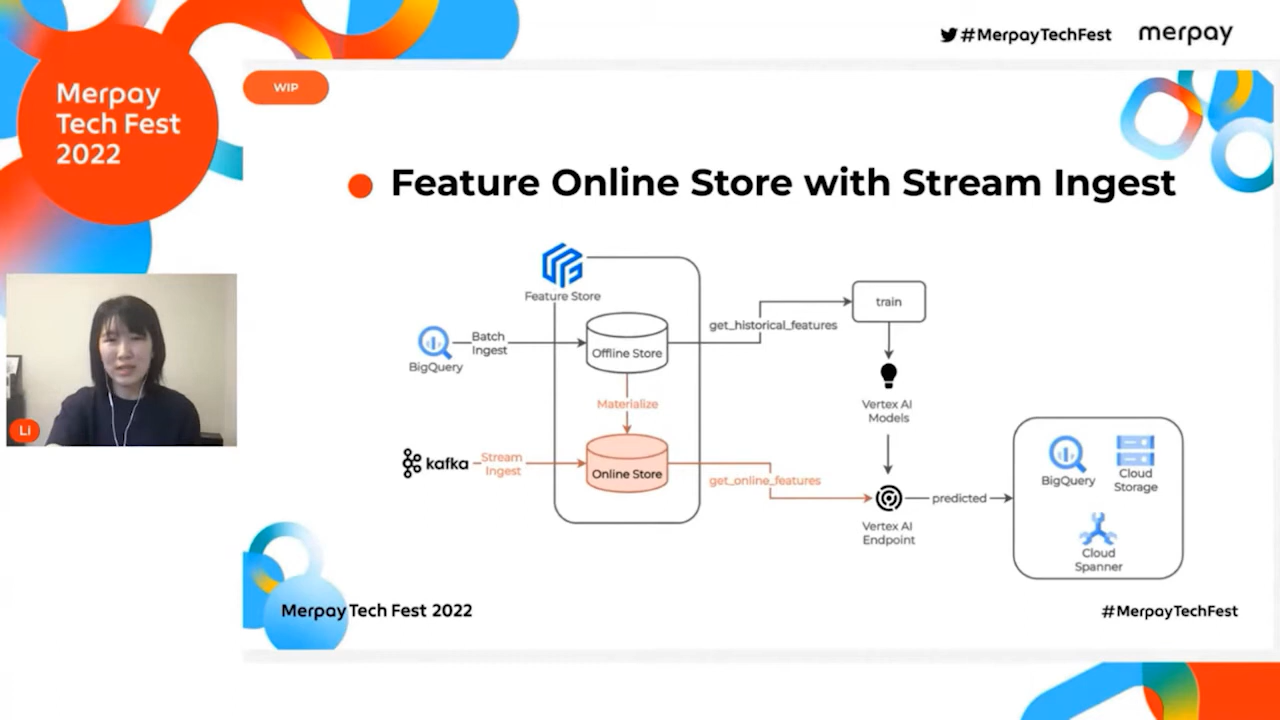 #MerpayTechFest
merpay
Merpay
Tech Fest
2022
WIP
Feature Online Store with Stream Ingest
Feature Store
Batch
Ingest
BigQuery
Offline Store
get_historical_features
train
Materialize
Vertex AI
Models
kafka
Stream
Ingest
Online Store
get_online_features
Vertex AI
Endpoint
predicted
BigQuery
Cloud
Storage
Cloud
Spanner
LI
Merpay Tech Fest 2022
#MerpayTechFest